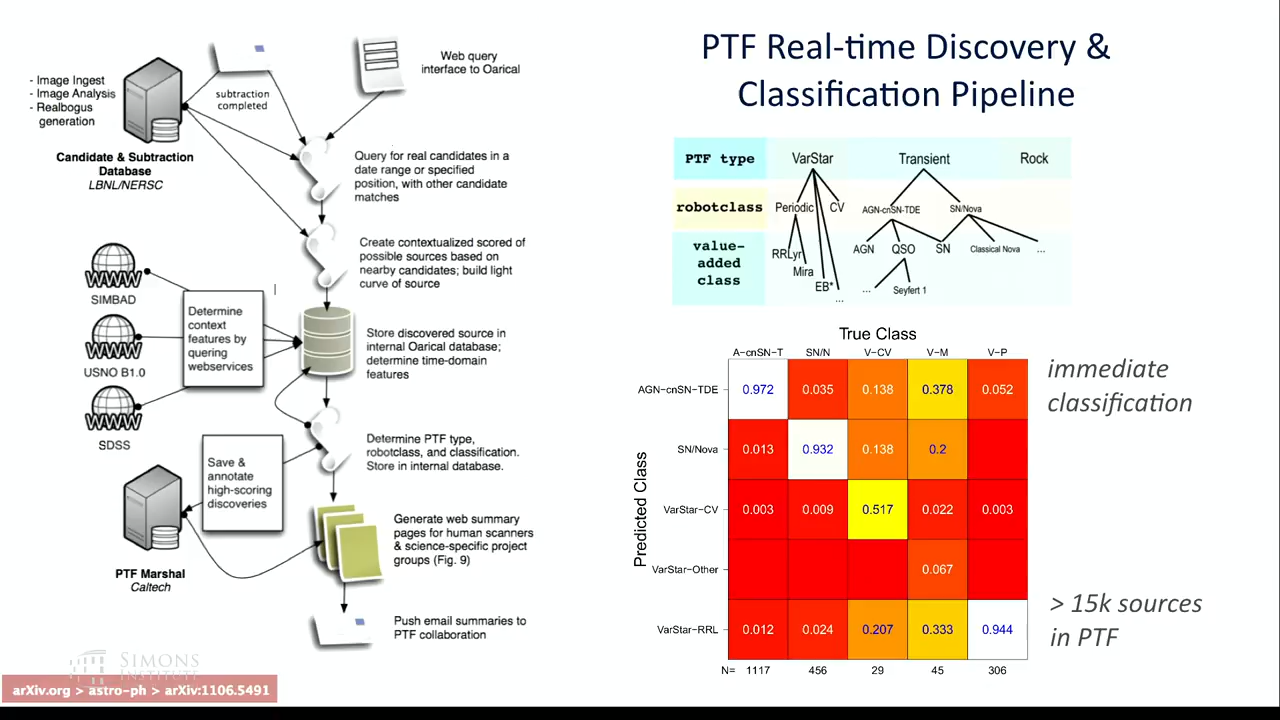 PTF Real-time Discovery &
Classification Pipeline
- Image Ingest
- Image Analysis
- Realbogus
generation
Candidate & Subtraction
Database
LBNL/NERSC
subtraction
completed
Web query
interface to Oarical
Query for real candidates in a
date range or specified
position, with other candidate
matches
Create contextualized scored of
possible sources based on
nearby candidates; build light
curve of source
SIMBAD
USNO B1.0
SDSS
WWW
WWW
WWW
Determine
context
features by
quering
webservices
Store discovered source in
internal Oarical database;
determine time-domain
features
Determine PTF type,
robotclass, and classification.
Store in internal database.
Save &
annotate
high-scoring
discoveries
PTF Marshal
Caltech
Generate web summary
pages for human scanners
& science-specific project
groups (Fig. 9)
Push email summaries to
PTF collaboration
SIMONS
INSTITUTE
arXiv.org > astro-ph > arXiv:1106.5491
PTF type VarStar Transient Rock
robotclass Periodic CV AGN-cnSN-TDE SN/Nova
value-
added
class
RRLyr Mira EB* ...
AGN QSO SN Classical Nova ...
... Seyfert 1
True Class
A-cnSN-T SN/N V-CV V-M V-P
Predicted Class
AGN-cnSN-TDE 0.972 0.035 0.138 0.378 0.052
SN/Nova 0.013 0.932 0.138 0.2
VarStar-CV 0.003 0.009 0.517 0.022 0.003
VarStar-Other 0.067
VarStar-RRL 0.012 0.024 0.207 0.333 0.944
N= 1117 456 29 45 306
immediate
classification
> 15k sources
in PTF